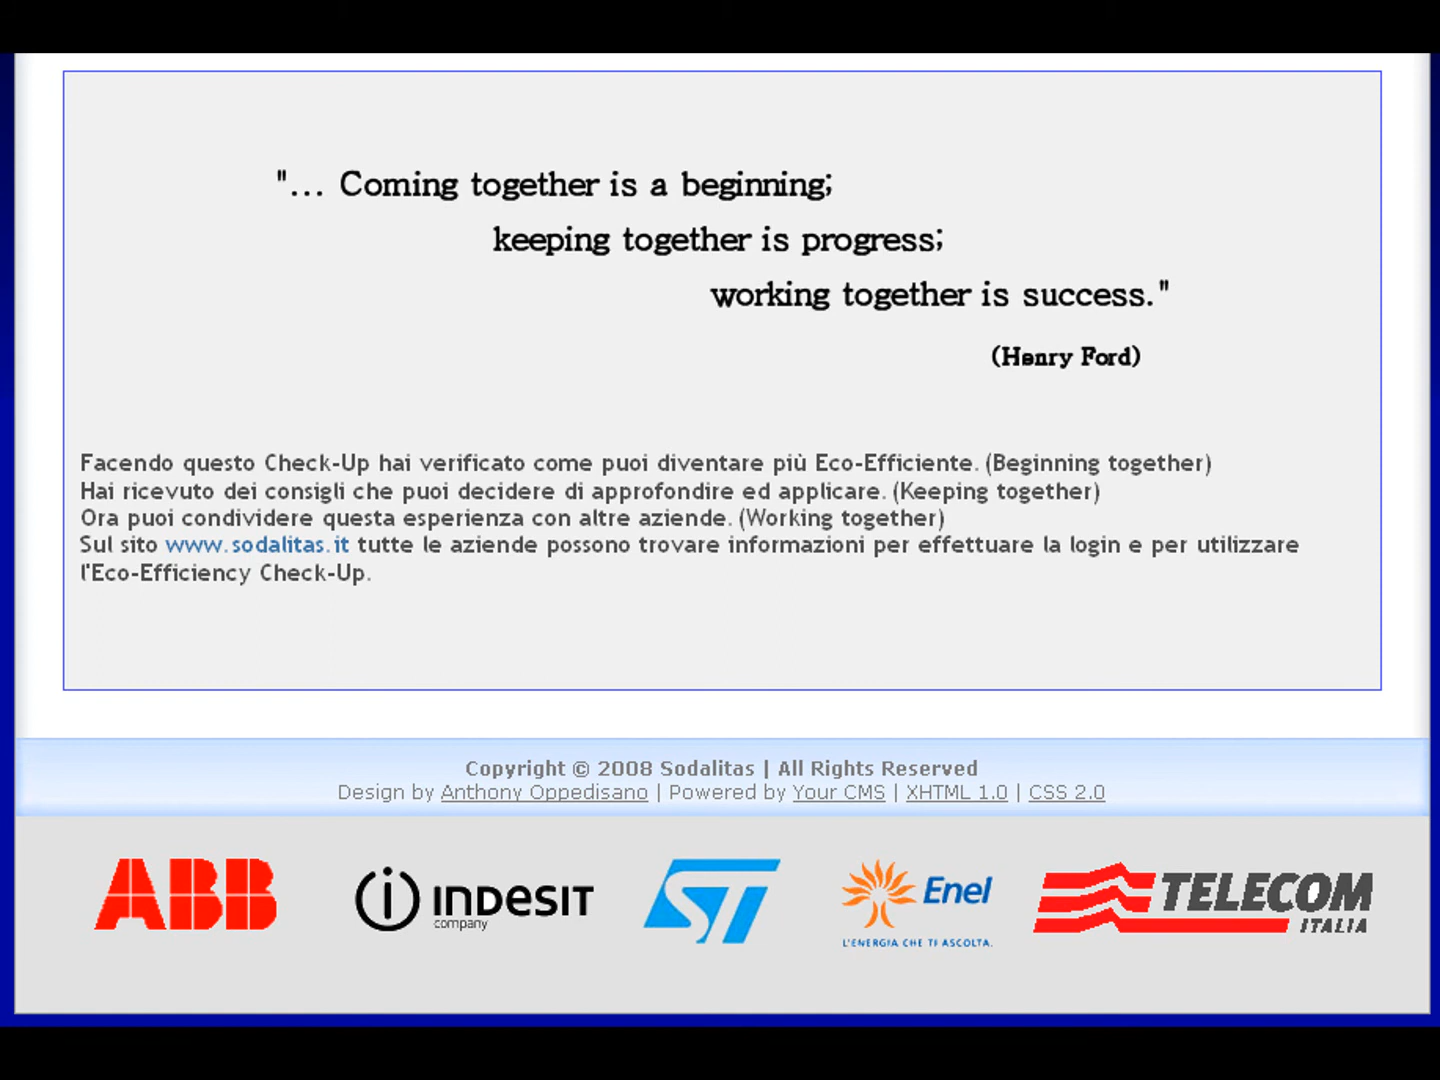 "... Coming together is a beginning;
keeping together is progress;
working together is success."
(Henry Ford)
Facendo questo Check-Up hai verificato come puoi diventare più Eco-Efficiente. (Beginning together)
Hai ricevuto dei consigli che puoi decidere di approfondire ed applicare. (Keeping together)
Ora puoi condividere questa esperienza con altre aziende. (Working together)
Sul sito www.sodalitas.it tutte le aziende possono trovare informazioni per effettuare la login e per utilizzare
l'Eco-Efficiency Check-Up.
Copyright © 2008 Sodalitas | All Rights Reserved
Design by Anthony Oppedisano | Powered by Your CMS | XHTML 1.0 | CSS 2.0
ABB
i INDESIT
company
ST
Enel
L'ENERGIA CHE TI ASCOLTA.
TELECOM
ITALIA